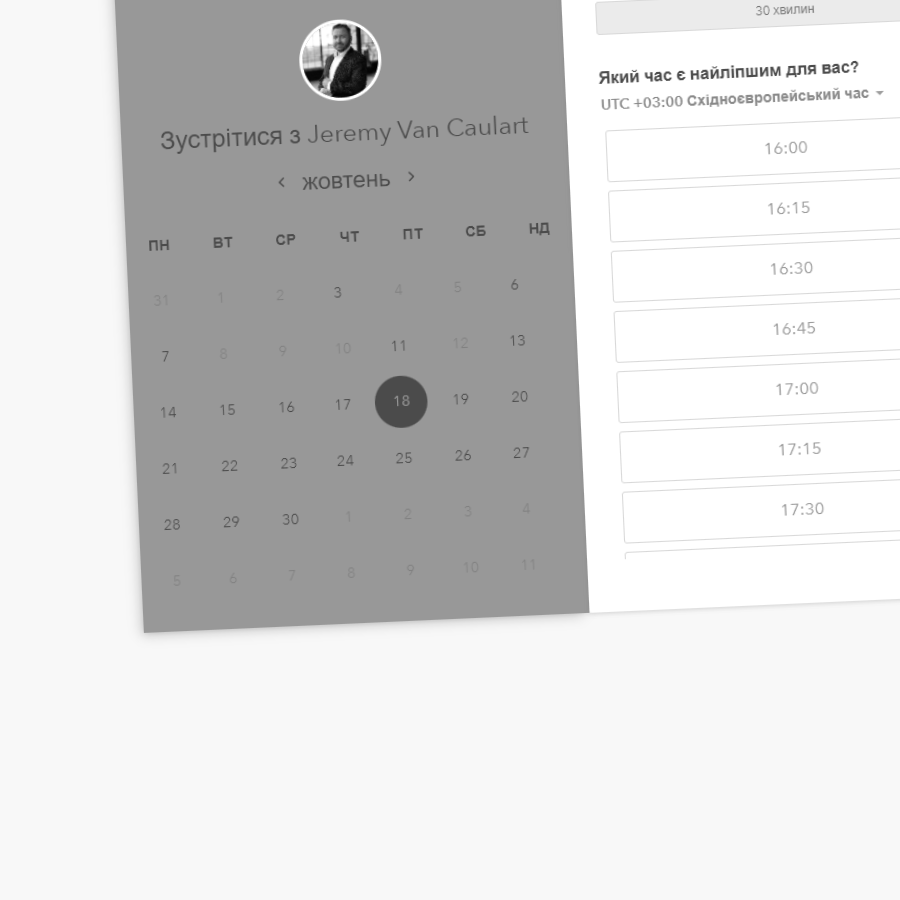 Зустрітися з Jeremy Van Caulart
‹ жовтень ›
ПН ВТ СР ЧТ ПТ СБ НД
31 1 2 3 4 5 6
7 8 9 10 11 12 13
14 15 16 17 18 19 20
21 22 23 24 25 26 27
28 29 30 1 2 3 4
5 6 7 8 9 10 11
30 хвилин
Який час є найліпшим для вас?
UTC +03:00 Східноєвропейський час
16:00
16:15
16:30
16:45
17:00
17:15
17:30